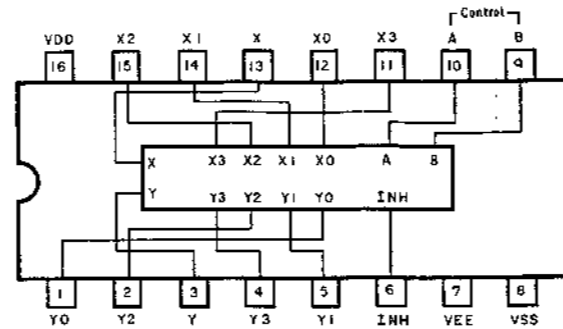 Control
VDD X2 X1 X X0 X3 A B
16 15 14 13 12 11 10 9
X X3 X2 X1 X0 A B
Y Y3 Y2 Y1 Y0 INH
1 2 3 4 5 6 7 8
Y0 Y2 Y Y3 Y1 INH VEE VSS